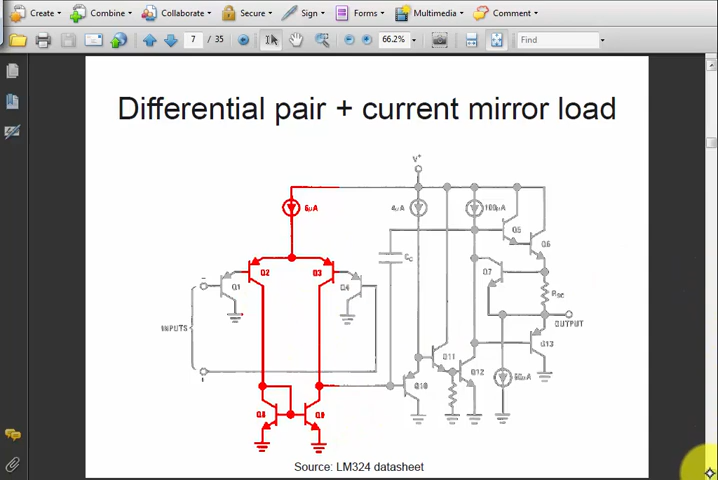 Create Combine Collaborate Secure Sign Forms Multimedia Comment
7 / 35 66.2% Find
Differential pair + current mirror load
V+
6μA 4μA 100μA
Q5
Q6
CC
Q2 Q3 Q7
Q1 Q4
RSC
INPUTS
OUTPUT
Q13
Q11
Q12
50μA
Q10
Q8 Q9
Source: LM324 datasheet